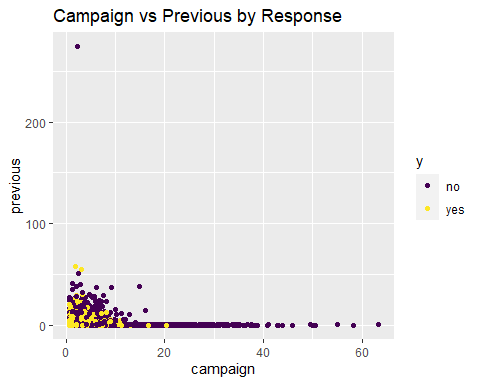 Campaign vs Previous by Response
previous
200
100
0
0
20
40
60
campaign
y
no
yes